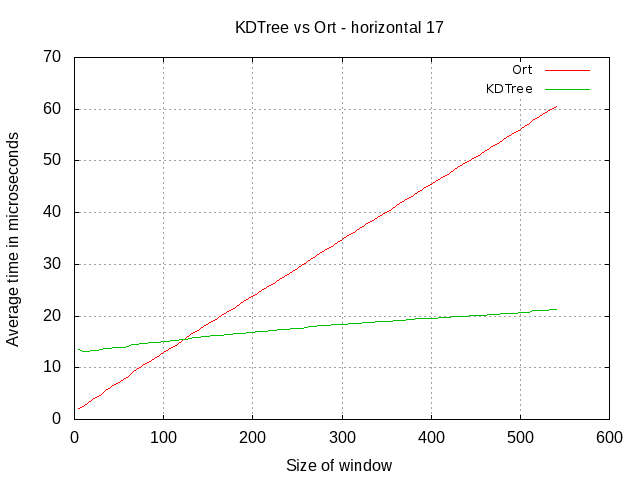 KDTree vs Ort - horizontal 17
Ort
KDTree
70
60
50
40
30
20
10
0
Average time in microseconds
0 100 200 300 400 500 600
Size of window